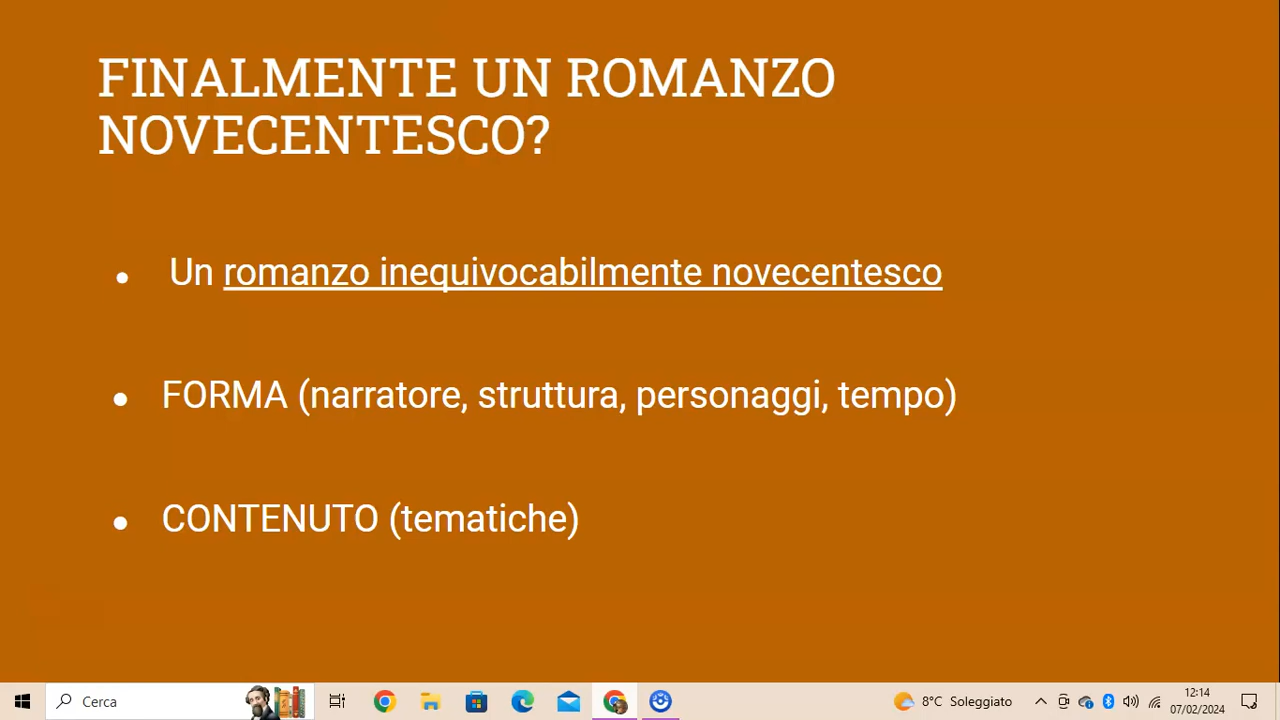 FINALMENTE UN ROMANZO
NOVECENTESCO?
● Un romanzo inequivocabilmente novecentesco
● FORMA (narratore, struttura, personaggi, tempo)
● CONTENUTO (tematiche)
Cerca
8°C Soleggiato
12:14
07/02/2024